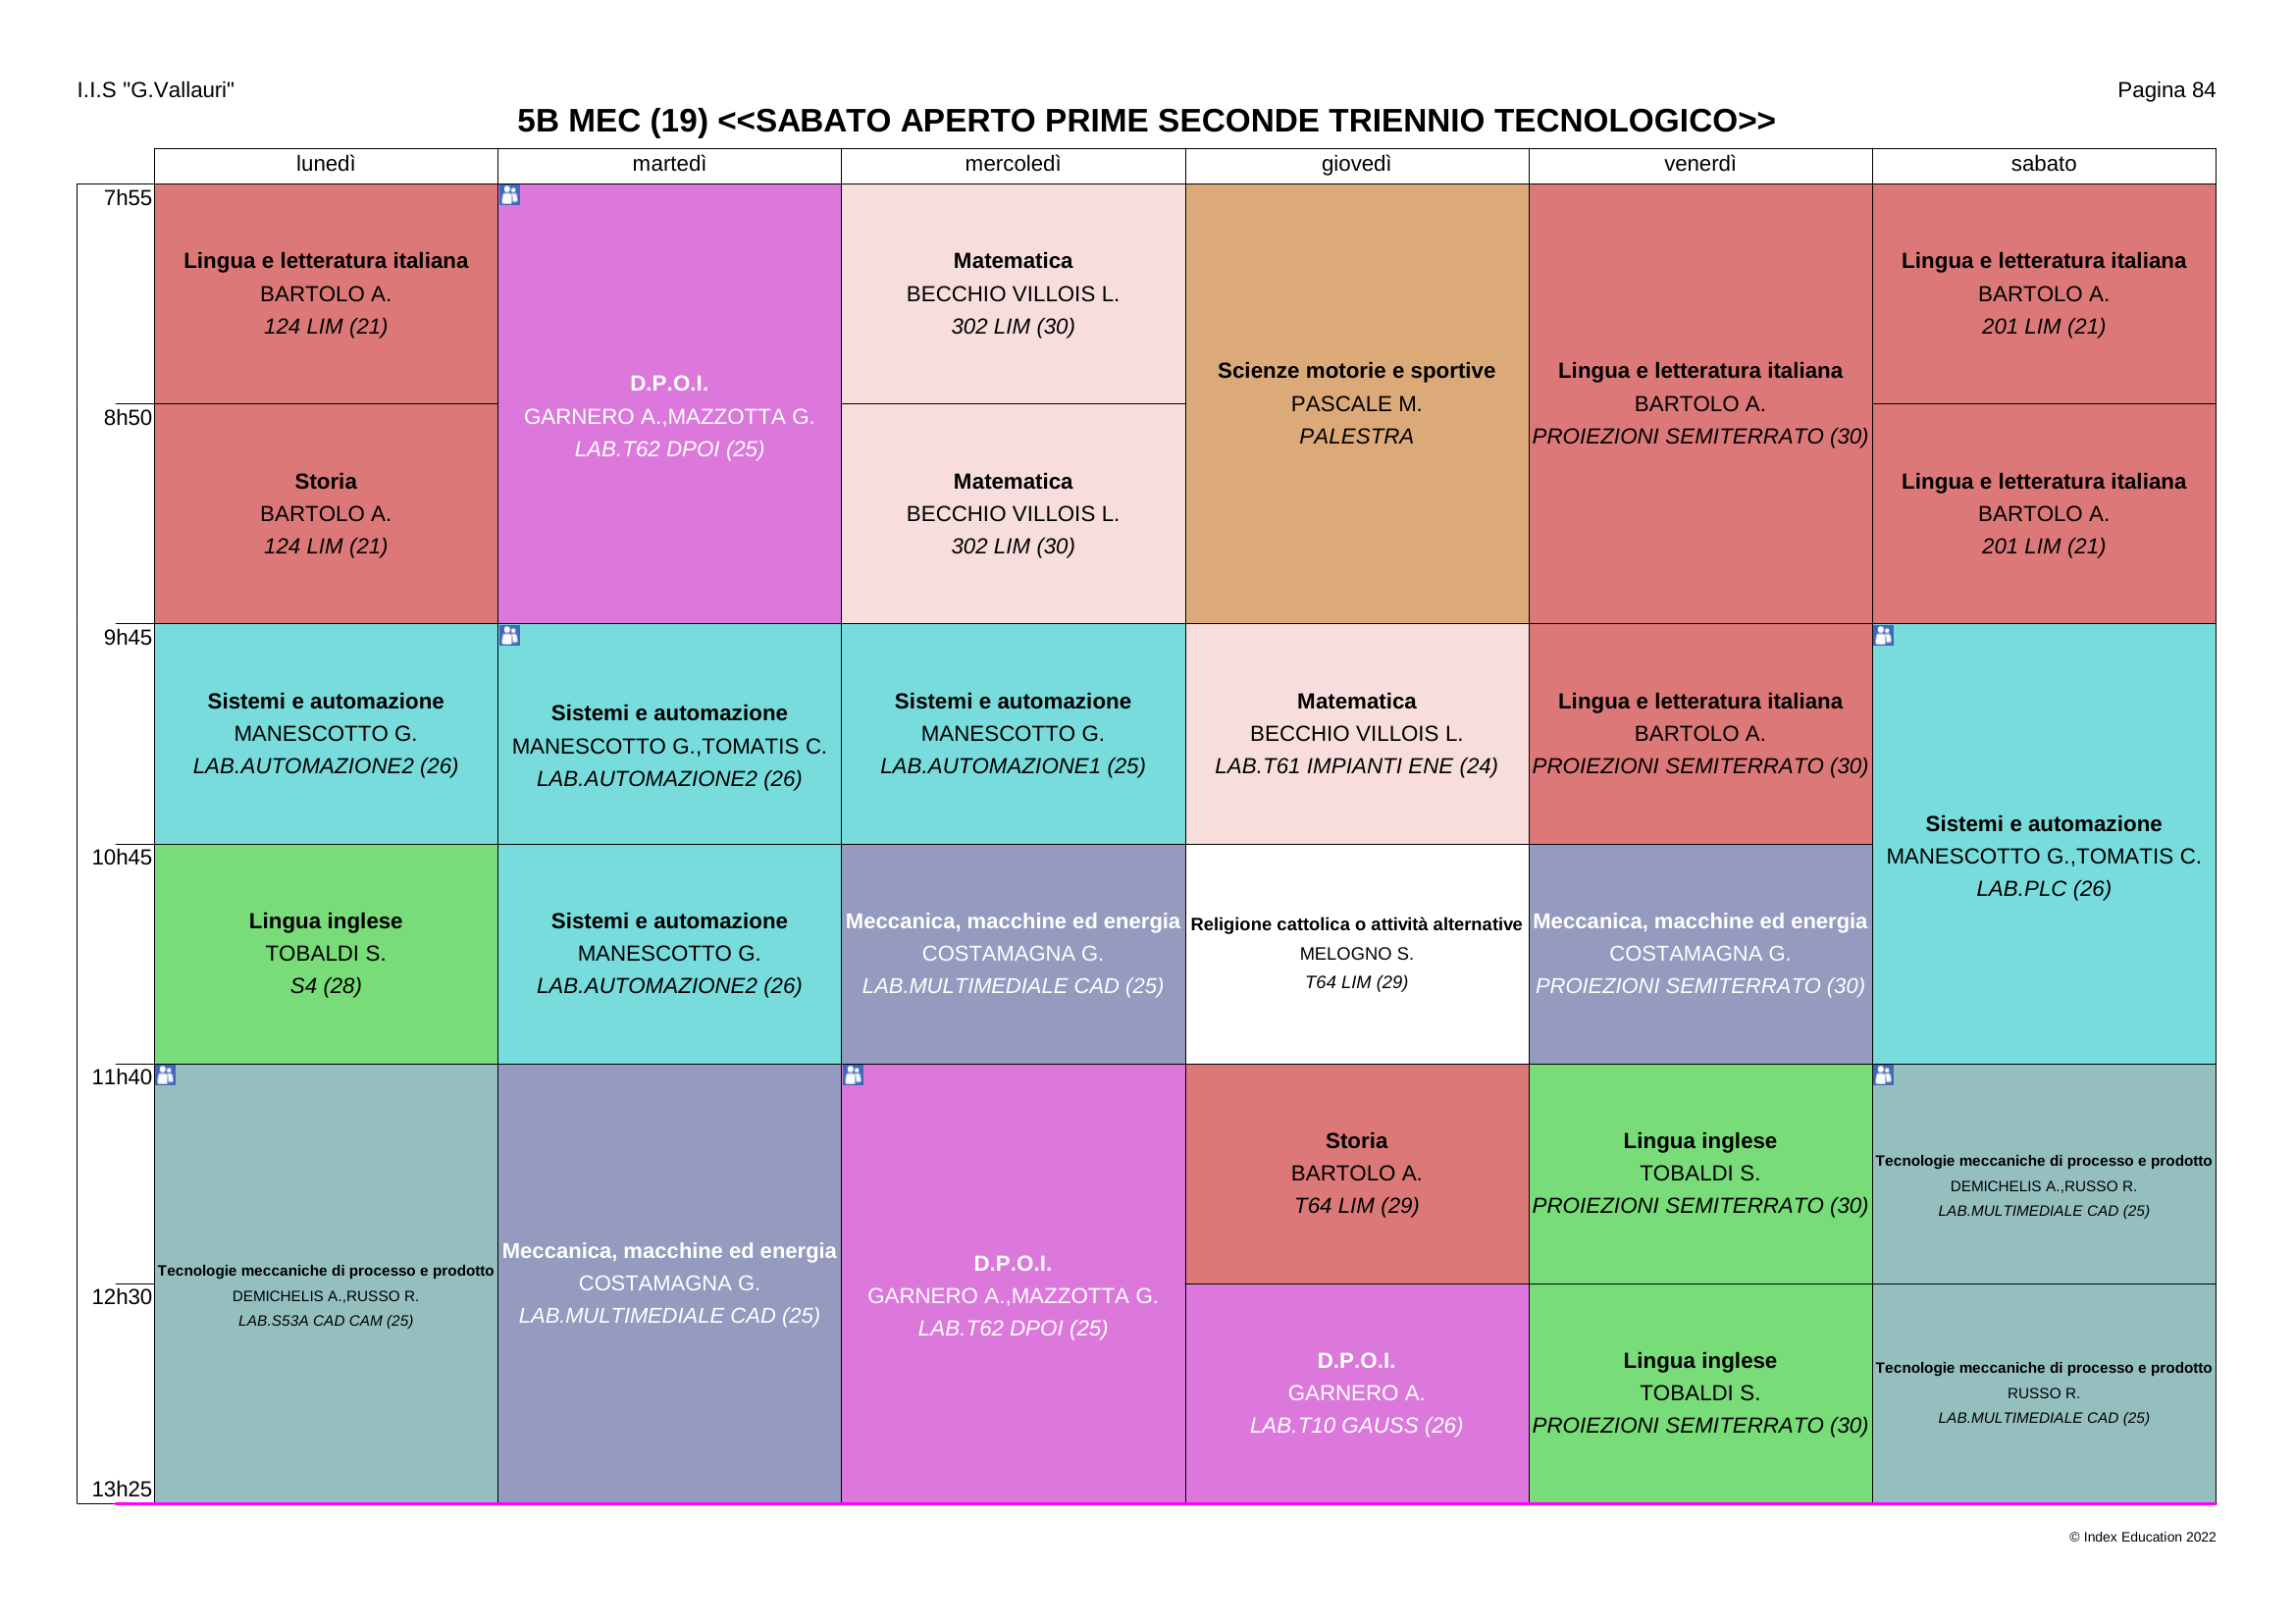 I.I.S "G.Vallauri"
Pagina 84
5B MEC (19) <<SABATO APERTO PRIME SECONDE TRIENNIO TECNOLOGICO>>
lunedì
martedì
mercoledì
giovedì
venerdì
sabato
7h55
Lingua e letteratura italiana
BARTOLO A.
124 LIM (21)
D.P.O.I.
GARNERO A.,MAZZOTTA G.
LAB.T62 DPOI (25)
Matematica
BECCHIO VILLOIS L.
302 LIM (30)
Scienze motorie e sportive
PASCALE M.
PALESTRA
Lingua e letteratura italiana
BARTOLO A.
PROIEZIONI SEMITERRATO (30)
Lingua e letteratura italiana
BARTOLO A.
201 LIM (21)
8h50
Storia
BARTOLO A.
124 LIM (21)
Matematica
BECCHIO VILLOIS L.
302 LIM (30)
Lingua e letteratura italiana
BARTOLO A.
201 LIM (21)
9h45
Sistemi e automazione
MANESCOTTO G.
LAB.AUTOMAZIONE2 (26)
Sistemi e automazione
MANESCOTTO G.,TOMATIS C.
LAB.AUTOMAZIONE2 (26)
Sistemi e automazione
MANESCOTTO G.
LAB.AUTOMAZIONE1 (25)
Matematica
BECCHIO VILLOIS L.
LAB.T61 IMPIANTI ENE (24)
Lingua e letteratura italiana
BARTOLO A.
PROIEZIONI SEMITERRATO (30)
Sistemi e automazione
MANESCOTTO G.,TOMATIS C.
LAB.PLC (26)
10h45
Lingua inglese
TOBALDI S.
S4 (28)
Sistemi e automazione
MANESCOTTO G.
LAB.AUTOMAZIONE2 (26)
Meccanica, macchine ed energia
COSTAMAGNA G.
LAB.MULTIMEDIALE CAD (25)
Religione cattolica o attività alternative
MELOGNO S.
T64 LIM (29)
Meccanica, macchine ed energia
COSTAMAGNA G.
PROIEZIONI SEMITERRATO (30)
11h40
Tecnologie meccaniche di processo e prodotto
DEMICHELIS A.,RUSSO R.
LAB.S53A CAD CAM (25)
Meccanica, macchine ed energia
COSTAMAGNA G.
LAB.MULTIMEDIALE CAD (25)
D.P.O.I.
GARNERO A.,MAZZOTTA G.
LAB.T62 DPOI (25)
Storia
BARTOLO A.
T64 LIM (29)
Lingua inglese
TOBALDI S.
PROIEZIONI SEMITERRATO (30)
Tecnologie meccaniche di processo e prodotto
DEMICHELIS A.,RUSSO R.
LAB.MULTIMEDIALE CAD (25)
12h30
D.P.O.I.
GARNERO A.
LAB.T10 GAUSS (26)
Lingua inglese
TOBALDI S.
PROIEZIONI SEMITERRATO (30)
Tecnologie meccaniche di processo e prodotto
RUSSO R.
LAB.MULTIMEDIALE CAD (25)
13h25
© Index Education 2022